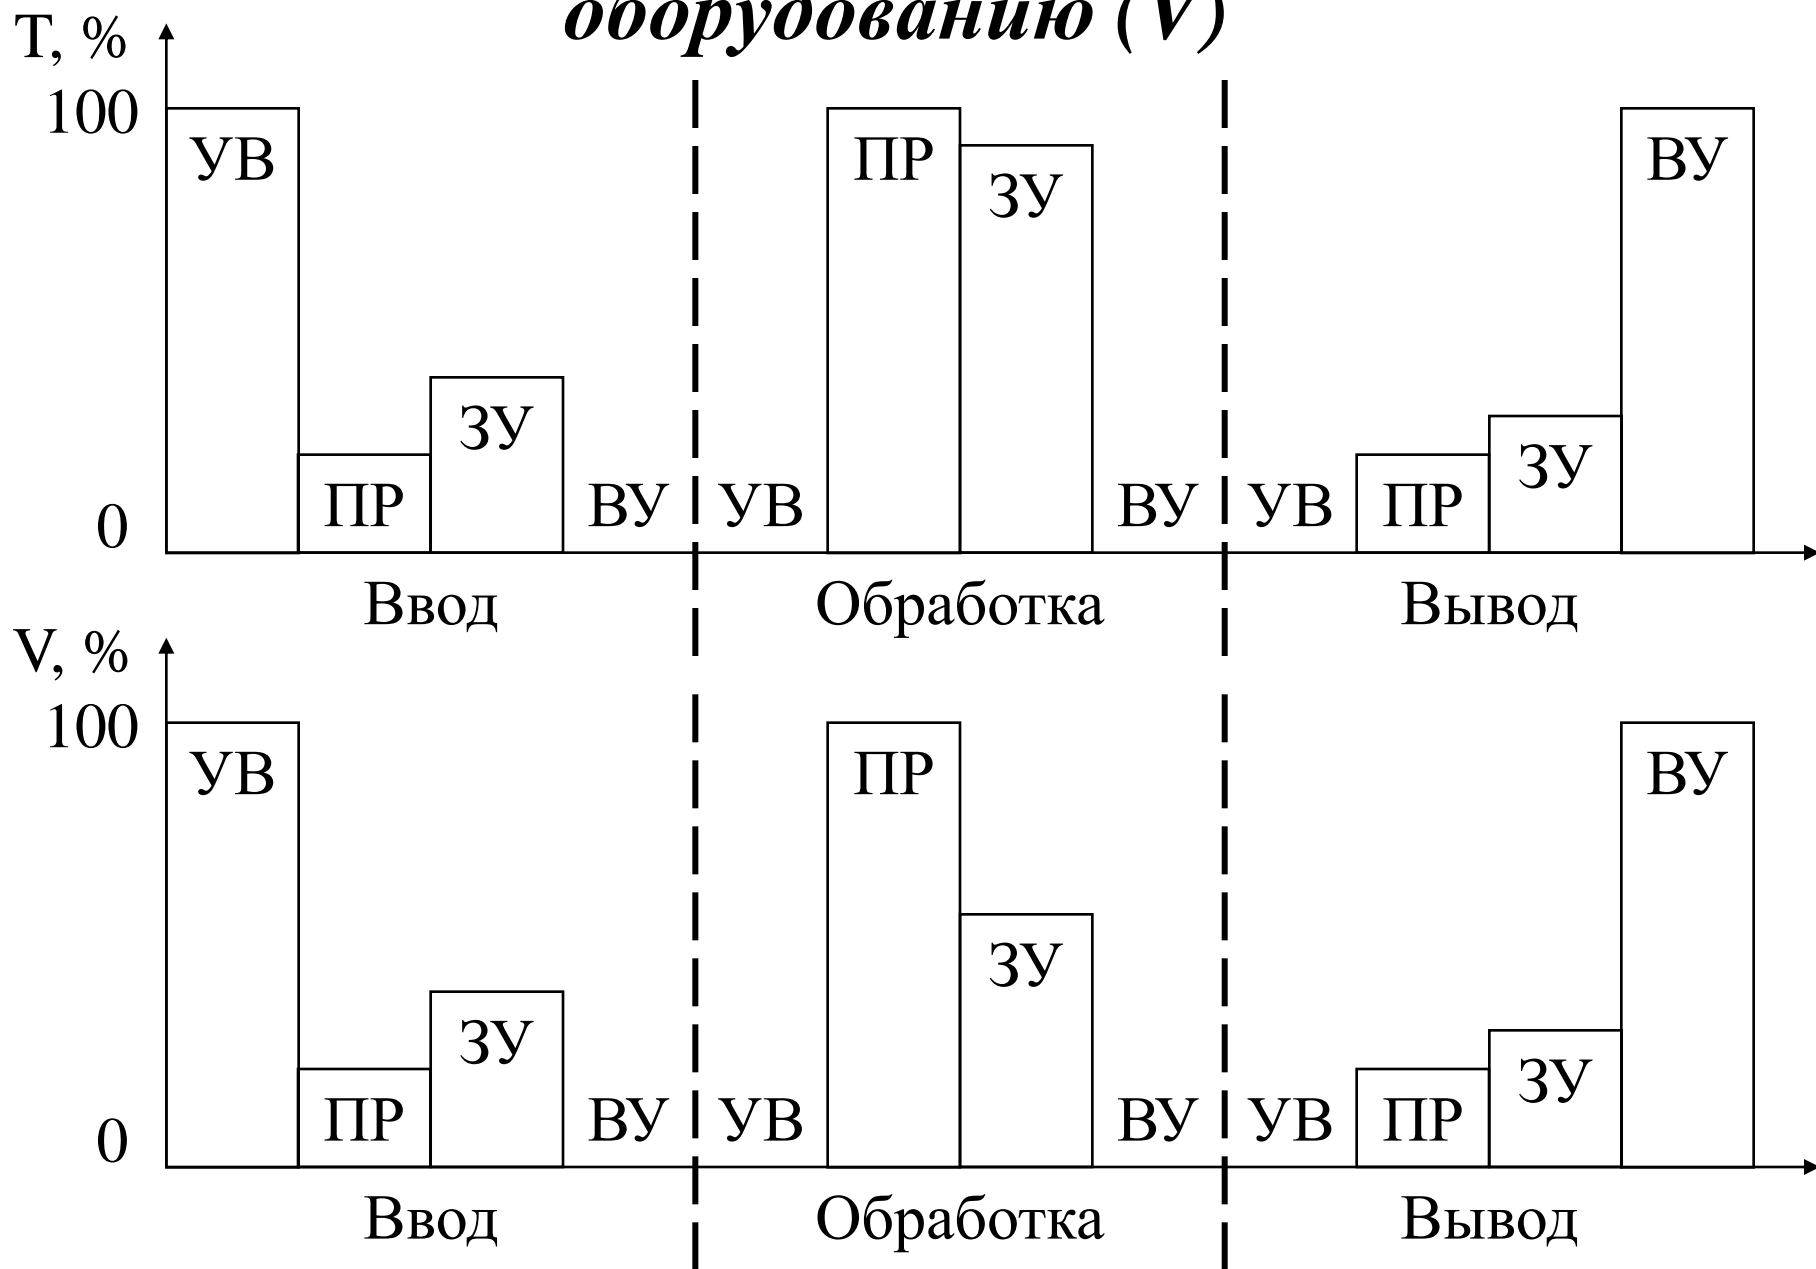 оборудованию (V)
T, %
100
УВ
ПР
ЗУ
ВУ
ЗУ
ЗУ
0
ПР
ВУ
УВ
ВУ
УВ
ПР
Ввод
Обработка
Вывод
V, %
100
УВ
ПР
ВУ
ЗУ
ЗУ
ЗУ
0
ПР
ВУ
УВ
ВУ
УВ
ПР
Ввод
Обработка
Вывод